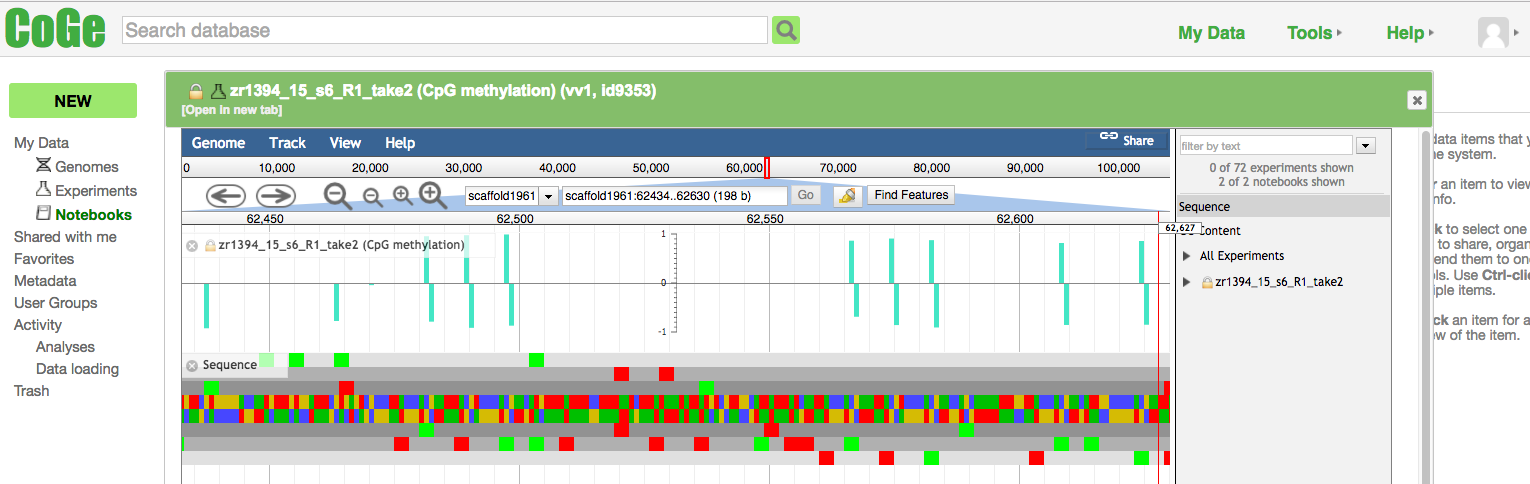 CoGe
Search database
My Data
Tools
Help
NEW
My Data
Genomes
Experiments
Notebooks
Shared with me
Favorites
Metadata
User Groups
Activity
Analyses
Data loading
Trash
zr1394_15_s6_R1_take2 (CpG methylation) (vv1, id9353)
[Open in new tab]
Genome Track View Help Share
0 10,000 20,000 30,000 40,000 50,000 60,000 70,000 80,000 90,000 100,000
scaffold1961 scaffold1961:62434..62630 (198 b) Go Find Features
62,450 62,500 62,550 62,600
62,627
zr1394_15_s6_R1_take2 (CpG methylation)
1
0
-1
Sequence
filter by text
0 of 72 experiments shown
2 of 2 notebooks shown
Sequence
ontent
All Experiments
zr1394_15_s6_R1_take2
data items that y
e system.
r an item to view
nfo.
k to select one
to share, organ
end them to one
ls. Use Ctrl-clic
iple items.
ck an item for a
w of the item.